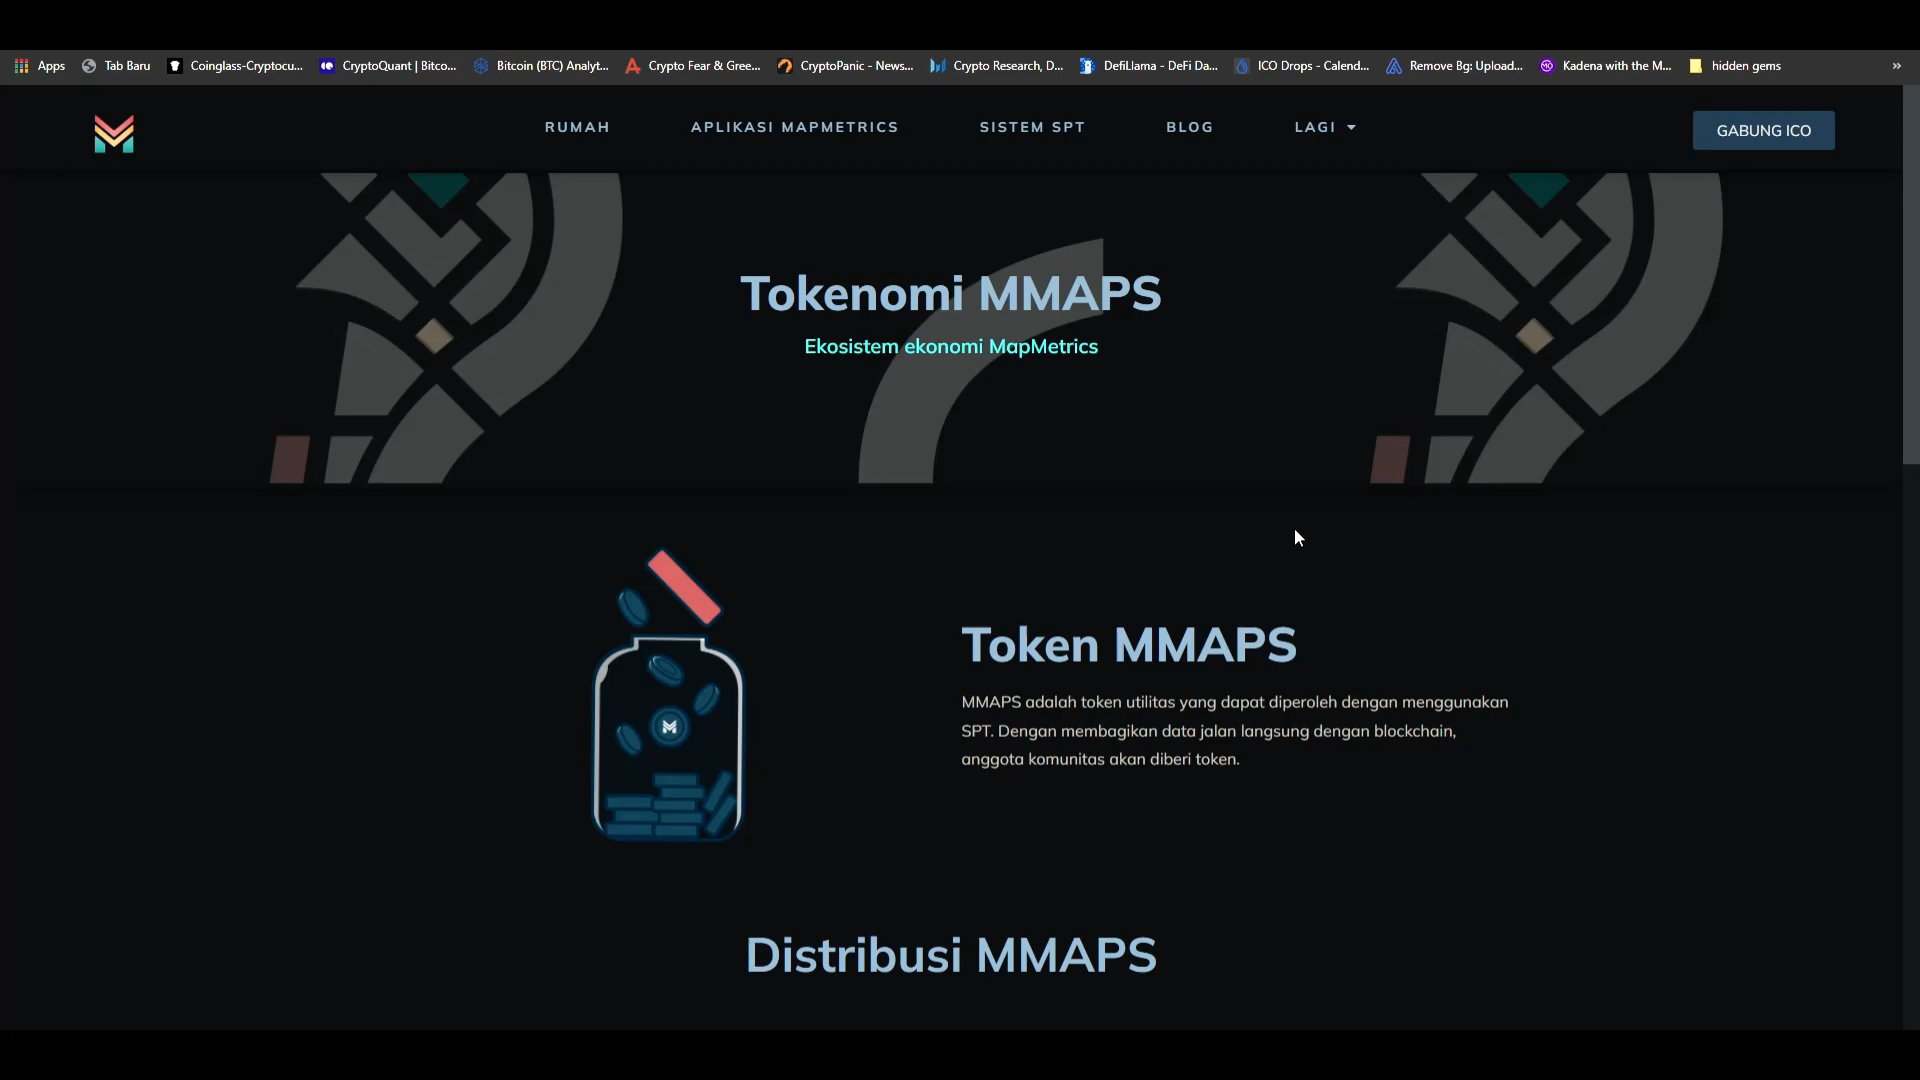 Apps Tab Baru Coinglass-Cryptocu... CryptoQuant | Bitco... Bitcoin (BTC) Analyt... Crypto Fear & Gree... CryptoPanic - News... Crypto Research, D... DefiLlama - DeFi Da... ICO Drops - Calend... Remove Bg: Upload... Kadena with the M... hidden gems »
RUMAH APLIKASI MAPMETRICS SISTEM SPT BLOG LAGI GABUNG ICO
Tokenomi MMAPS
Ekosistem ekonomi MapMetrics
Token MMAPS
MMAPS adalah token utilitas yang dapat diperoleh dengan menggunakan
SPT. Dengan membagikan data jalan langsung dengan blockchain,
anggota komunitas akan diberi token.
Distribusi MMAPS